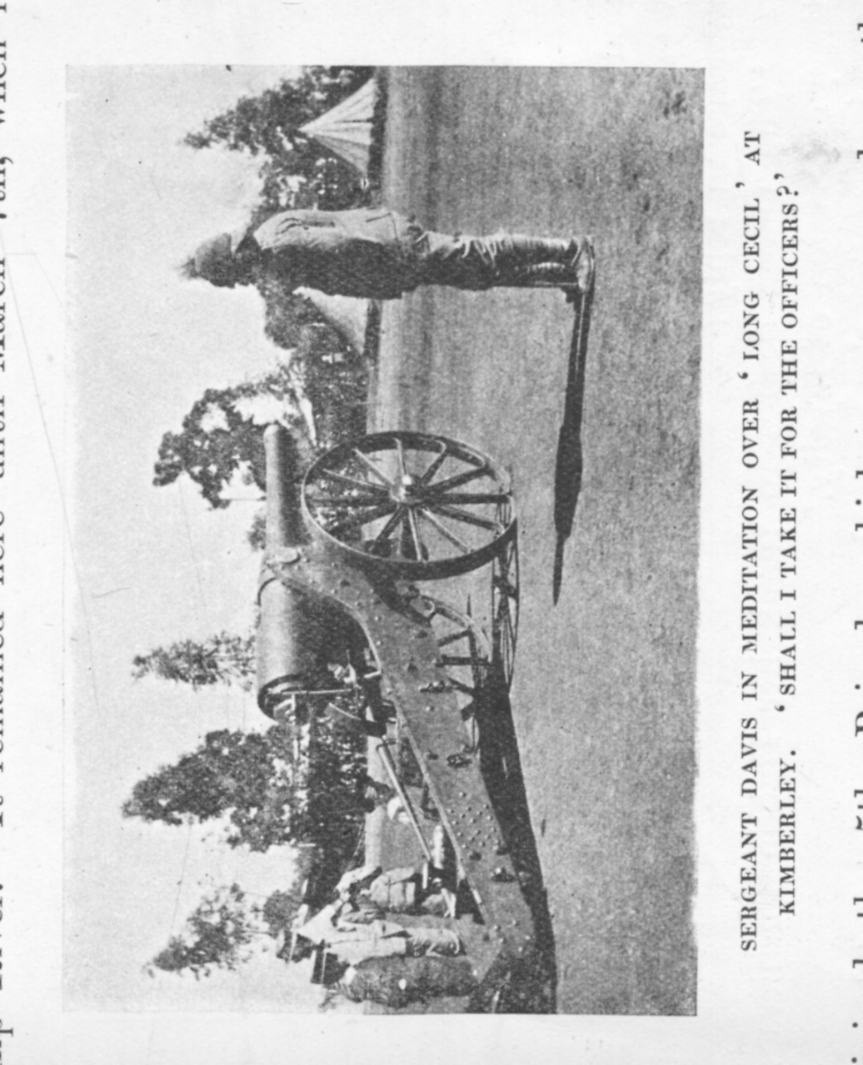 SERGEANT DAVIS IN MEDITATION OVER ‘LONG CECIL’ AT
KIMBERLEY. ‘SHALL I TAKE IT FOR THE OFFICERS?’